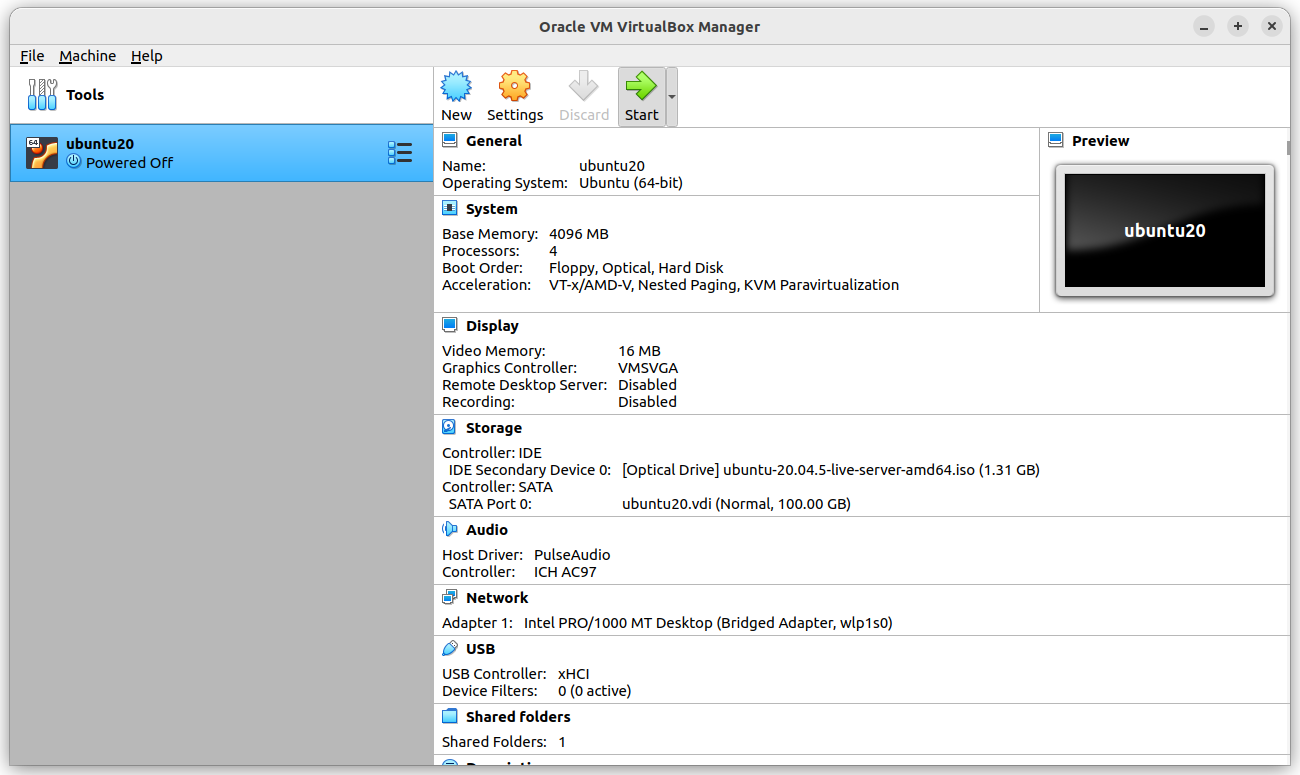 Oracle VM VirtualBox Manager
File Machine Help
Tools
64
ubuntu20
Powered Off
New Settings Discard Start
General
Name: ubuntu20
Operating System: Ubuntu (64-bit)
System
Base Memory: 4096 MB
Processors: 4
Boot Order: Floppy, Optical, Hard Disk
Acceleration: VT-x/AMD-V, Nested Paging, KVM Paravirtualization
Preview
ubuntu20
Display
Video Memory: 16 MB
Graphics Controller: VMSVGA
Remote Desktop Server: Disabled
Recording: Disabled
Storage
Controller: IDE
IDE Secondary Device 0: [Optical Drive] ubuntu-20.04.5-live-server-amd64.iso (1.31 GB)
Controller: SATA
SATA Port 0: ubuntu20.vdi (Normal, 100.00 GB)
Audio
Host Driver: PulseAudio
Controller: ICH AC97
Network
Adapter 1: Intel PRO/1000 MT Desktop (Bridged Adapter, wlp1s0)
USB
USB Controller: xHCI
Device Filters: 0 (0 active)
Shared folders
Shared Folders: 1